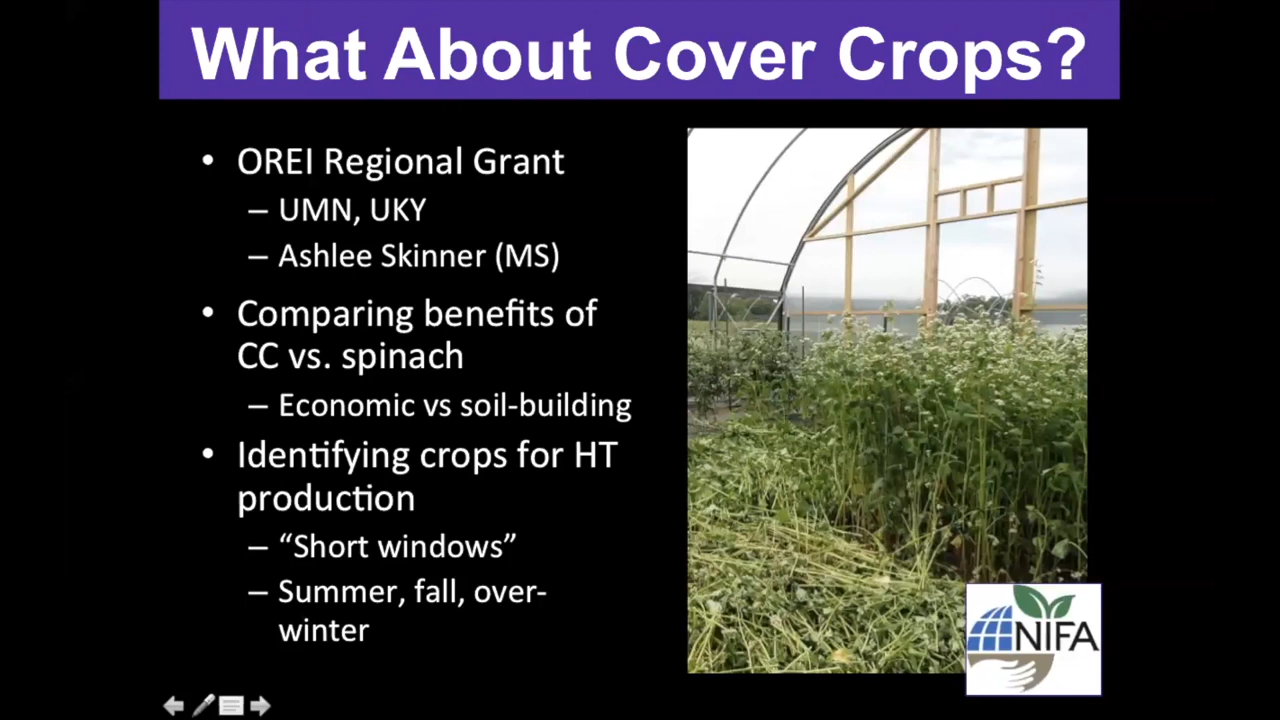 What About Cover Crops?
• OREI Regional Grant
– UMN, UKY
– Ashlee Skinner (MS)
• Comparing benefits of
CC vs. spinach
– Economic vs soil-building
• Identifying crops for HT
production
– “Short windows”
– Summer, fall, over-
winter
NIFA